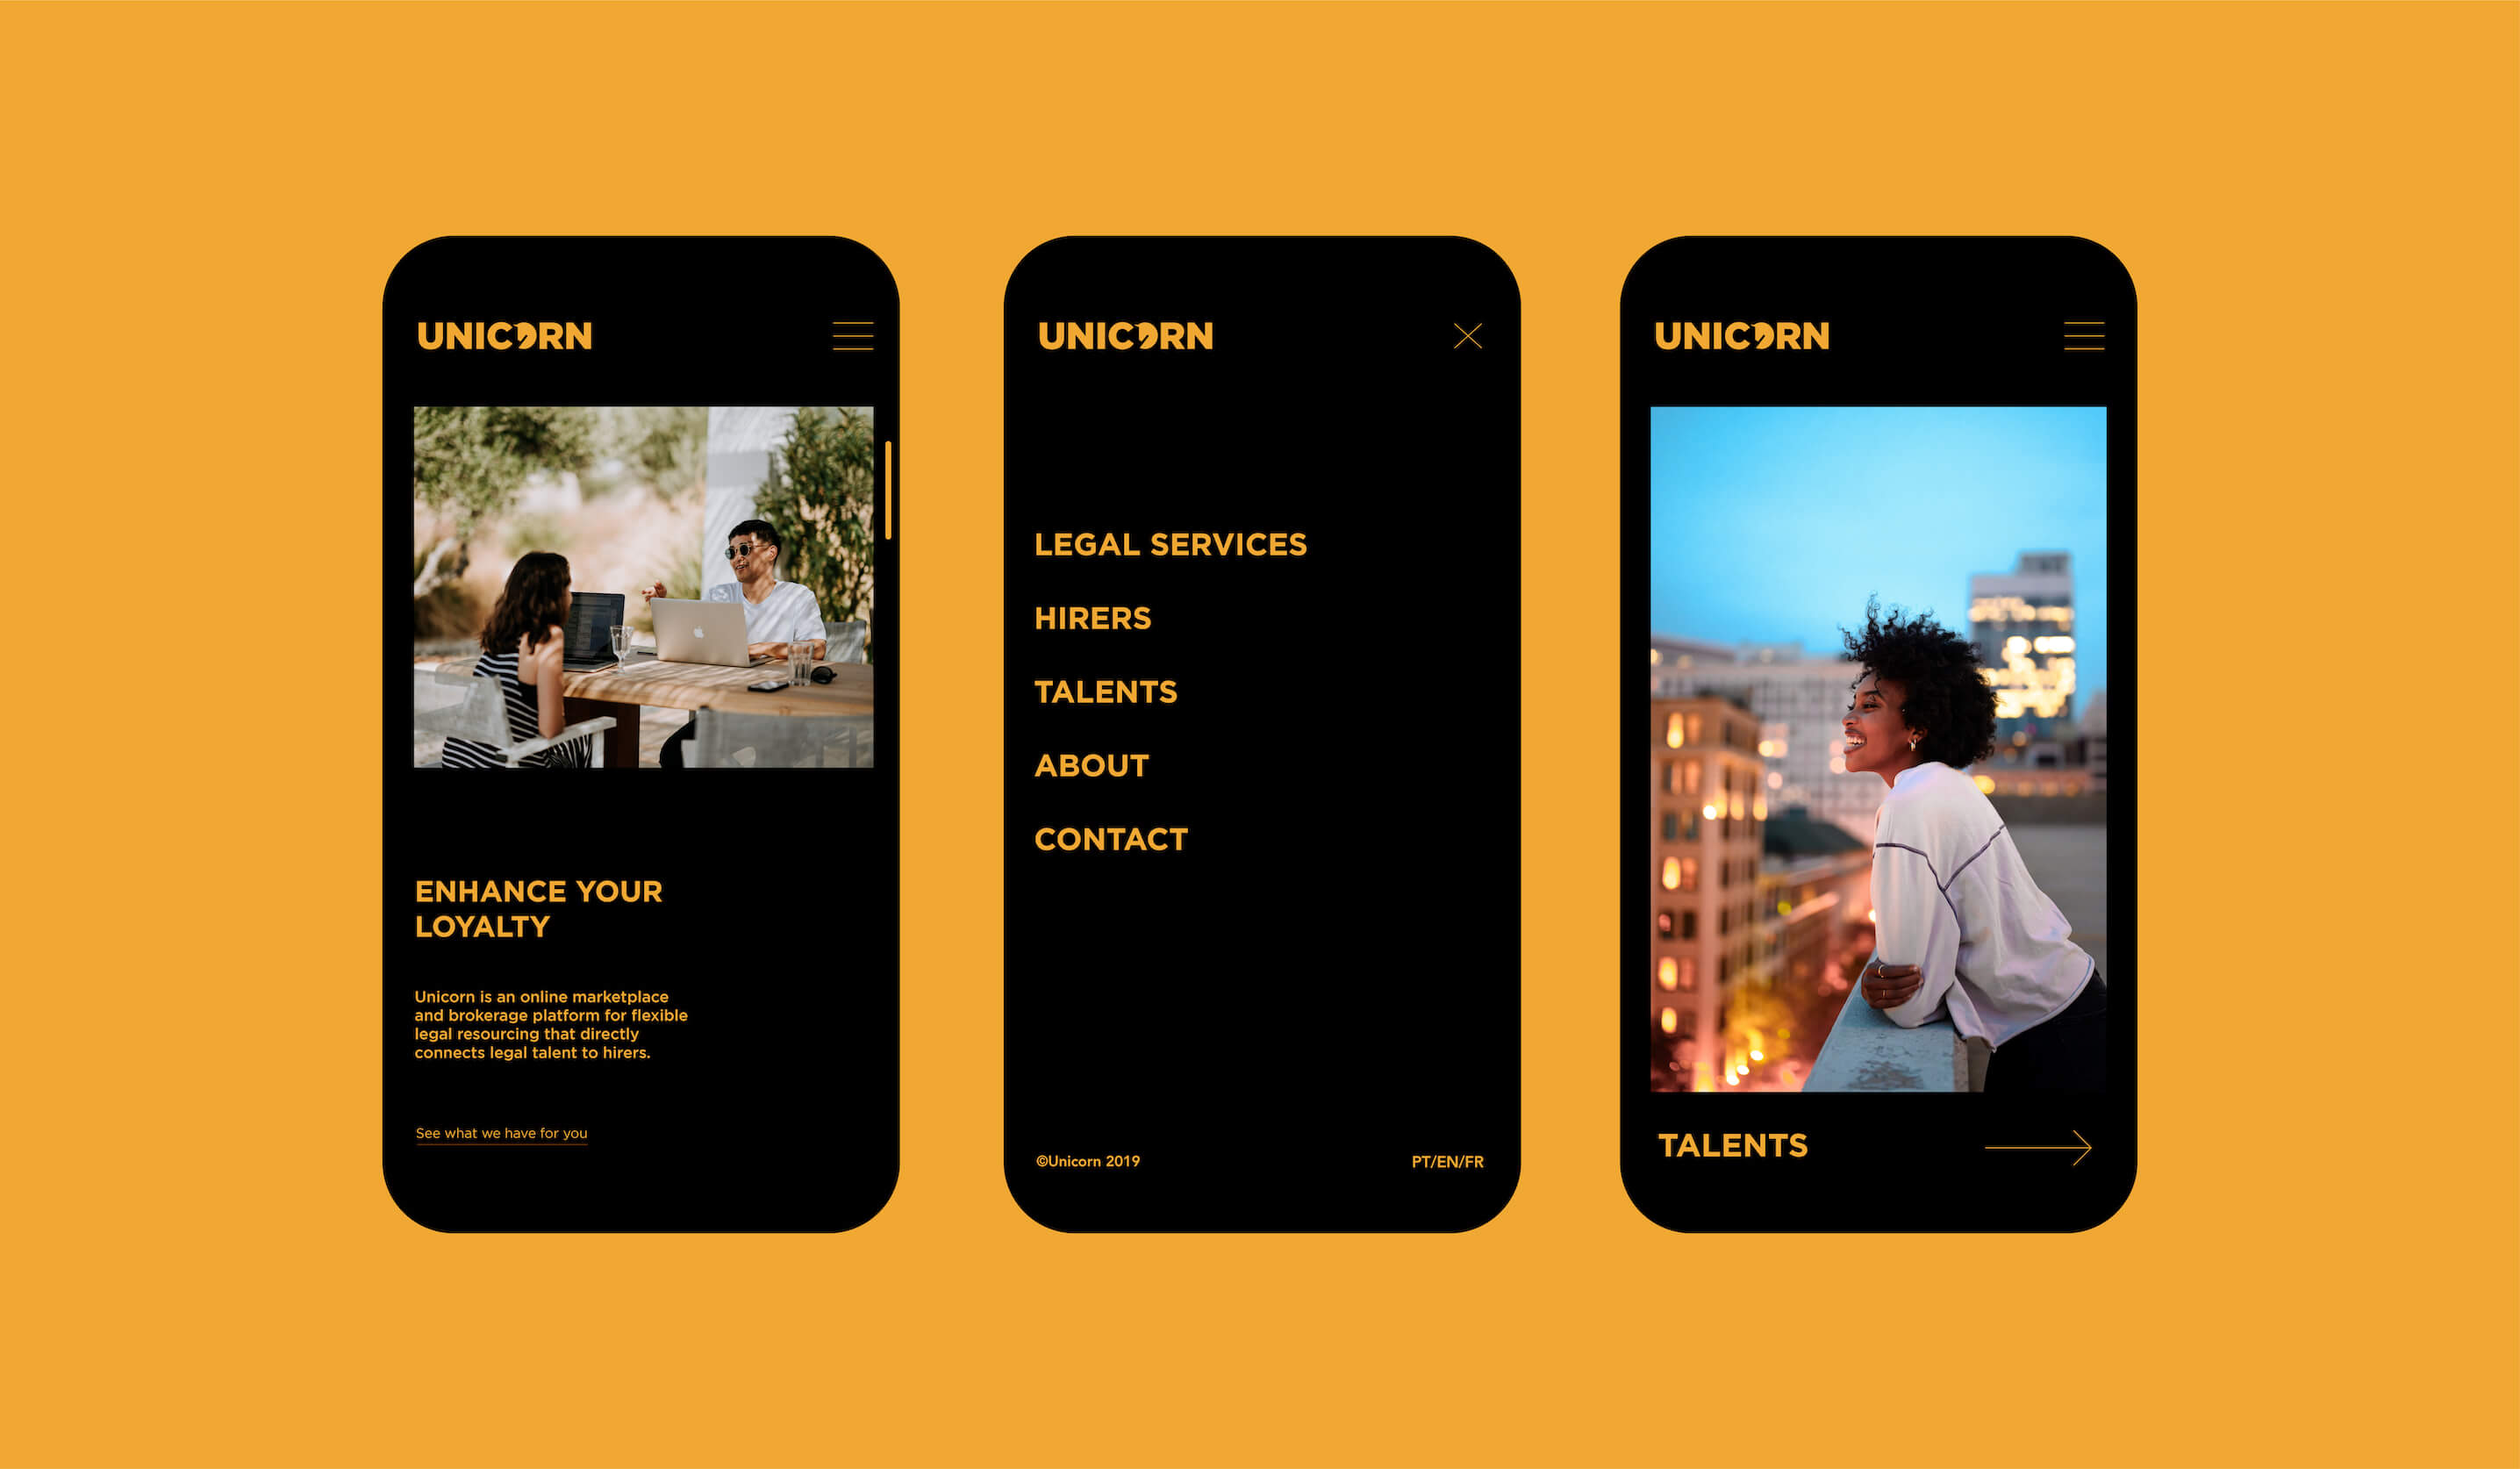 UNICORN
ENHANCE YOUR
LOYALTY
Unicorn is an online marketplace
and brokerage platform for flexible
legal resourcing that directly
connects legal talent to hirers.
See what we have for you
UNICORN
LEGAL SERVICES
HIRERS
TALENTS
ABOUT
CONTACT
©Unicorn 2019
PT/EN/FR
UNICORN
TALENTS